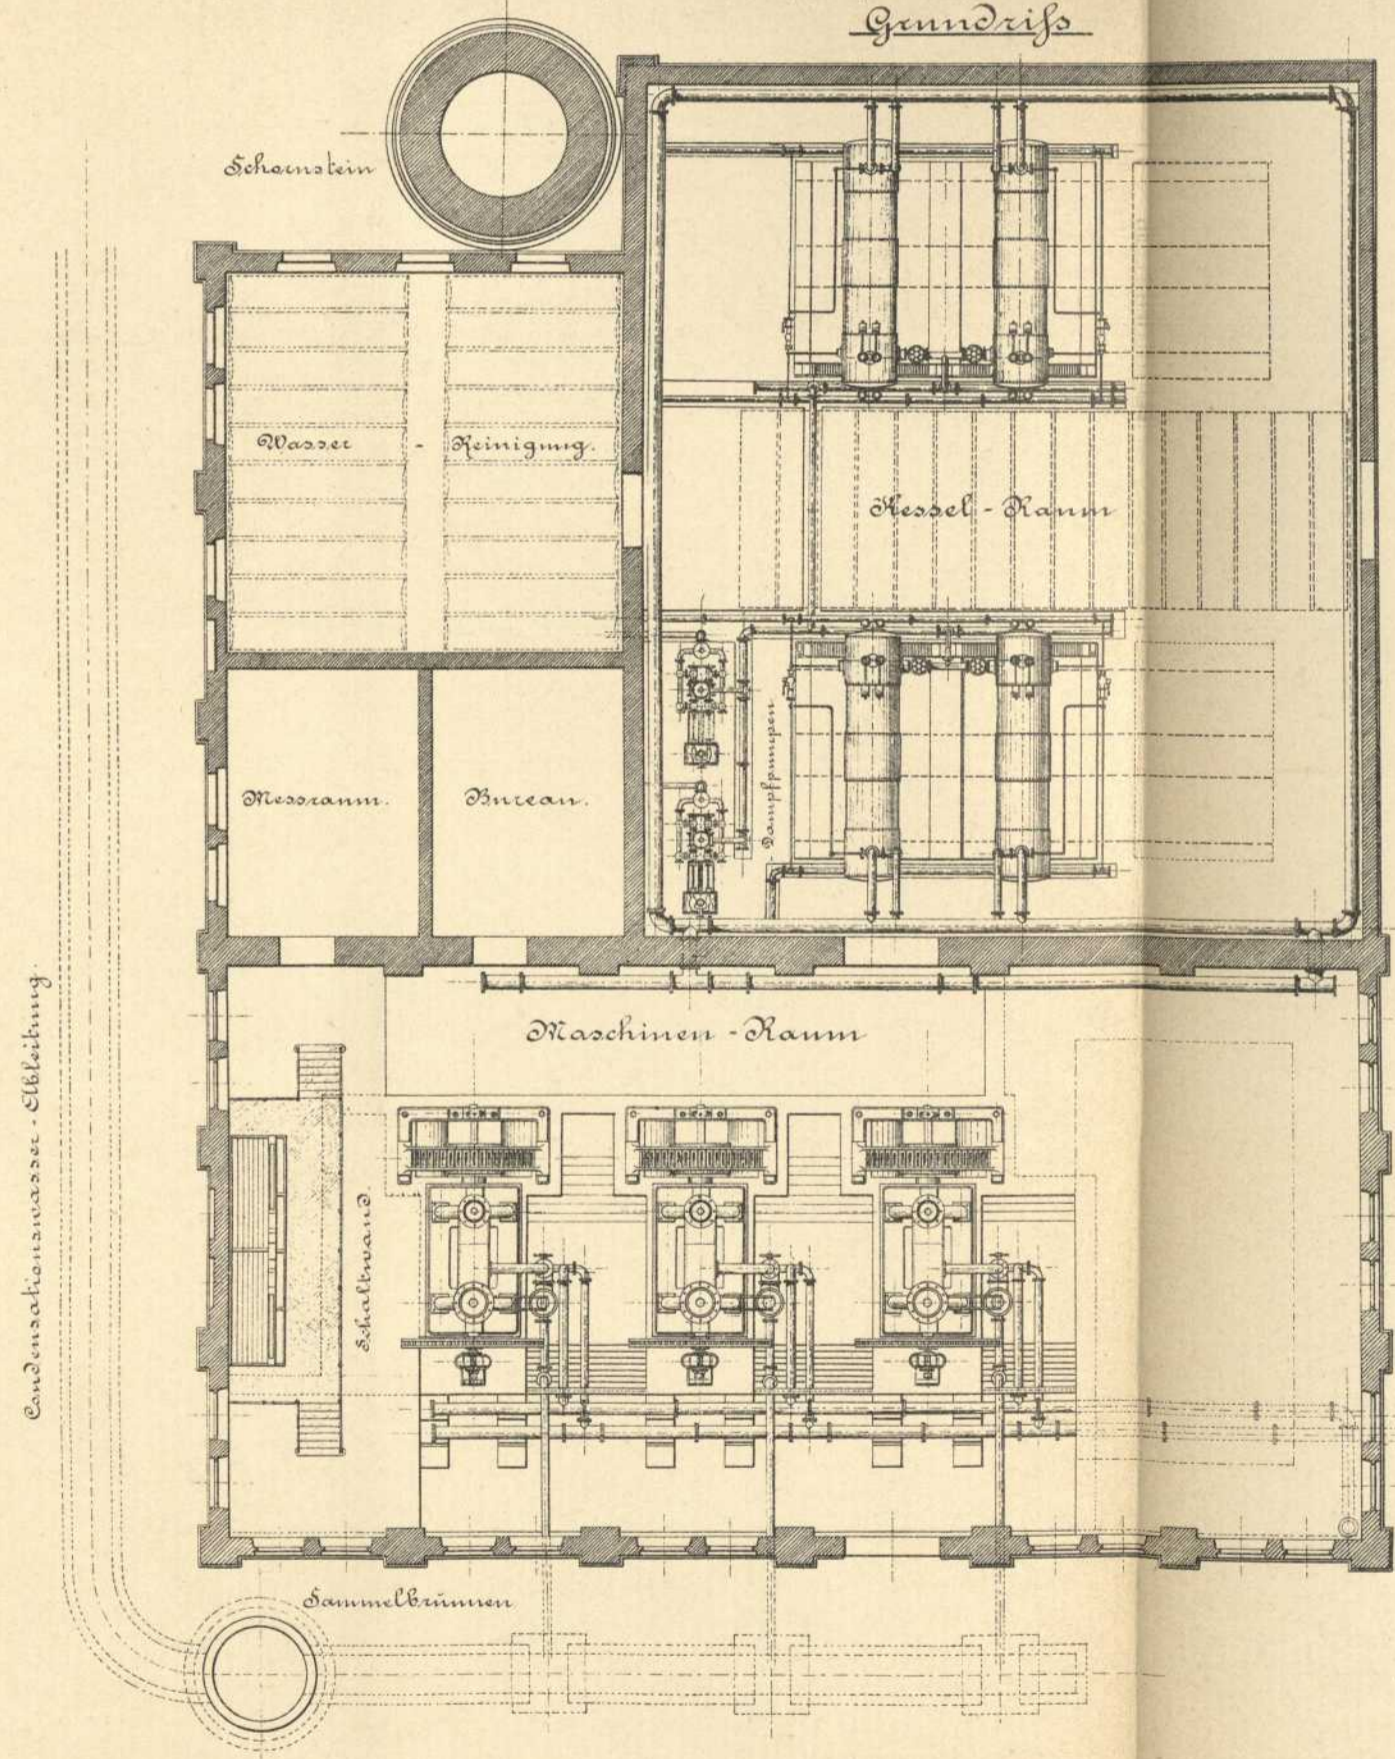 Grundriſs
Schornstein
Wasser - Reinigung.
Kessel - Raum
Dampfpumpen
Messraum.
Bureau.
Maschinen - Raum
Schaltwand
Condensationswasser - Ableitung.
Sammelbrunnen